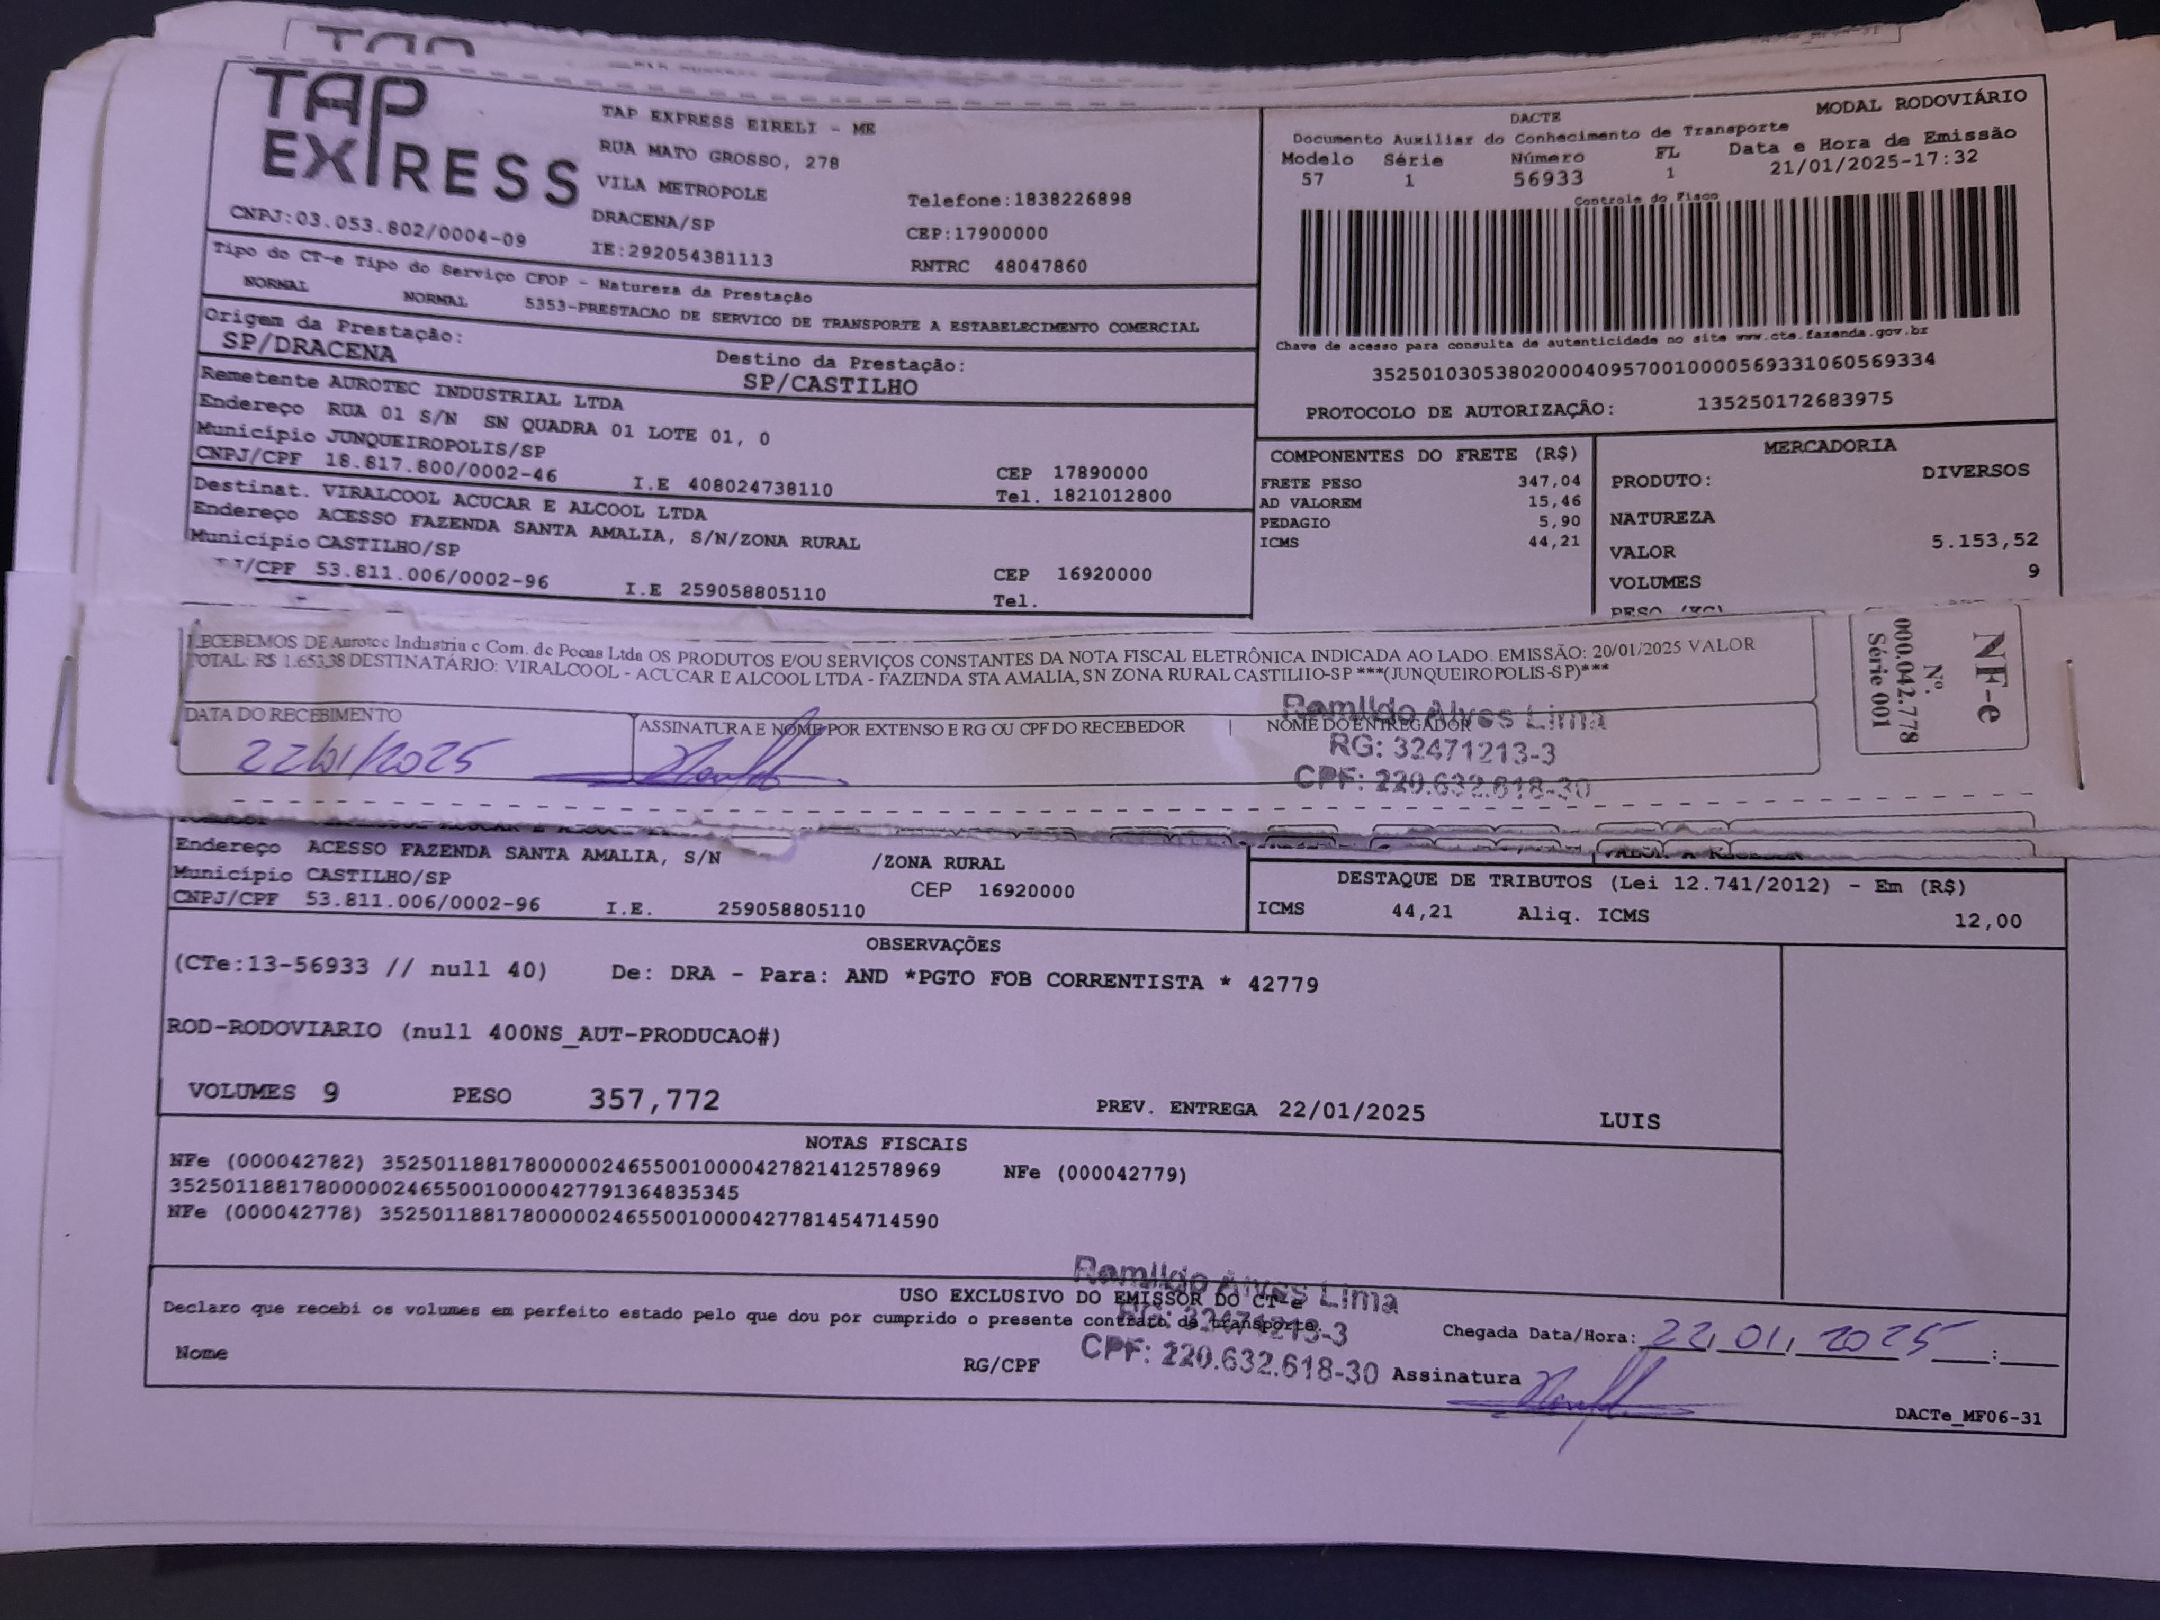 TAP
EXPRESS
TAP EXPRESS EIRELI - ME
RUA MATO GROSSO, 278
VILA METROPOLE
DRACENA/SP
IE:292054381113
Telefone:1838226898
CEP:17900000
RNTRC 48047860
CNPJ:03.053.802/0004-09
DACTE
MODAL RODOVIÁRIO
Documento Auxiliar do Conhecimento de Transporte
Modelo Série Número FL Data e Hora de Emissão
57 1 56933 1 21/01/2025-17:32
Controle do Fisco
Chave de acesso para consulta de autenticidade no site www.cte.fazenda.gov.br
35250103053802000409570010000569331060569334
PROTOCOLO DE AUTORIZAÇÃO: 135250172683975
Tipo do CT-e Tipo do Serviço CFOP - Natureza da Prestação
NORMAL NORMAL 5353-PRESTACAO DE SERVICO DE TRANSPORTE A ESTABELECIMENTO COMERCIAL
Origem da Prestação: Destino da Prestação:
SP/DRACENA SP/CASTILHO
Remetente AUROTEC INDUSTRIAL LTDA
Endereço RUA 01 S/N SN QUADRA 01 LOTE 01, 0
Município JUNQUEIROPOLIS/SP CEP 17890000
CNPJ/CPF 18.817.800/0002-46 I.E 408024738110 Tel. 1821012800
Destinat. VIRALCOOL ACUCAR E ALCOOL LTDA
Endereço ACESSO FAZENDA SANTA AMALIA, S/N/ZONA RURAL
Município CASTILHO/SP CEP 16920000
J/CPF 53.811.006/0002-96 I.E 259058805110 Tel.
COMPONENTES DO FRETE (R$)
FRETE PESO 347,04
AD VALOREM 15,46
PEDAGIO 5,90
ICMS 44,21
MERCADORIA
PRODUTO: DIVERSOS
NATUREZA
VALOR 5.153,52
VOLUMES 9
PESO (KG)
RECEBEMOS DE Aurotec Industria e Com. de Pecas Ltda OS PRODUTOS E/OU SERVIÇOS CONSTANTES DA NOTA FISCAL ELETRÔNICA INDICADA AO LADO. EMISSÃO: 20/01/2025 VALOR
TOTAL: R$ 1.653,38 DESTINATÁRIO: VIRALCOOL - ACUCAR E ALCOOL LTDA - FAZENDA STA AMALIA, SN ZONA RURAL CASTILHO-SP ***(JUNQUEIROPOLIS-SP)***
DATA DO RECEBIMENTO
22/01/2025
ASSINATURA E NOME POR EXTENSO E RG OU CPF DO RECEBEDOR | NOME DO ENTREGADOR
Romildo Alves Lima
RG: 32471213-3
CPF: 220.632.618-30
NF-e
Nº.
000.042.778
Série 001
Endereço ACESSO FAZENDA SANTA AMALIA, S/N /ZONA RURAL
Município CASTILHO/SP CEP 16920000
CNPJ/CPF 53.811.006/0002-96 I.E. 259058805110
DESTAQUE DE TRIBUTOS (Lei 12.741/2012) - Em (R$)
ICMS 44,21 Aliq. ICMS 12,00
OBSERVAÇÕES
(CTe:13-56933 // null 40) De: DRA - Para: AND *PGTO FOB CORRENTISTA * 42779
ROD-RODOVIARIO (null 400NS_AUT-PRODUCAO#)
VOLUMES 9 PESO 357,772 PREV. ENTREGA 22/01/2025 LUIS
NOTAS FISCAIS
NFe (000042782) 35250118817800000246550010000427821412578969 NFe (000042779)
35250118817800000246550010000427791364835345
NFe (000042778) 35250118817800000246550010000427781454714590
USO EXCLUSIVO DO EMISSOR DO CT-e
Declaro que recebi os volumes em perfeito estado pelo que dou por cumprido o presente contrato de transporte.
Romildo Alves Lima
RG: 32471213-3
CPF: 220.632.618-30
Chegada Data/Hora: 22,01,2025 :
Nome RG/CPF Assinatura
DACTe_MF06-31